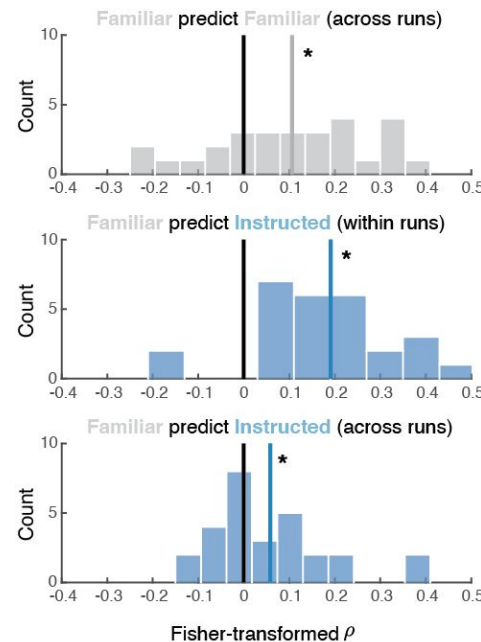 Familiar predict Familiar (across runs)
10
*
Count
5
0
-0.4 -0.3 -0.2 -0.1 0 0.1 0.2 0.3 0.4 0.5
Familiar predict Instructed (within runs)
10
*
Count
5
0
-0.4 -0.3 -0.2 -0.1 0 0.1 0.2 0.3 0.4 0.5
Familiar predict Instructed (across runs)
10
*
Count
5
0
-0.4 -0.3 -0.2 -0.1 0 0.1 0.2 0.3 0.4 0.5
Fisher-transformed ρ